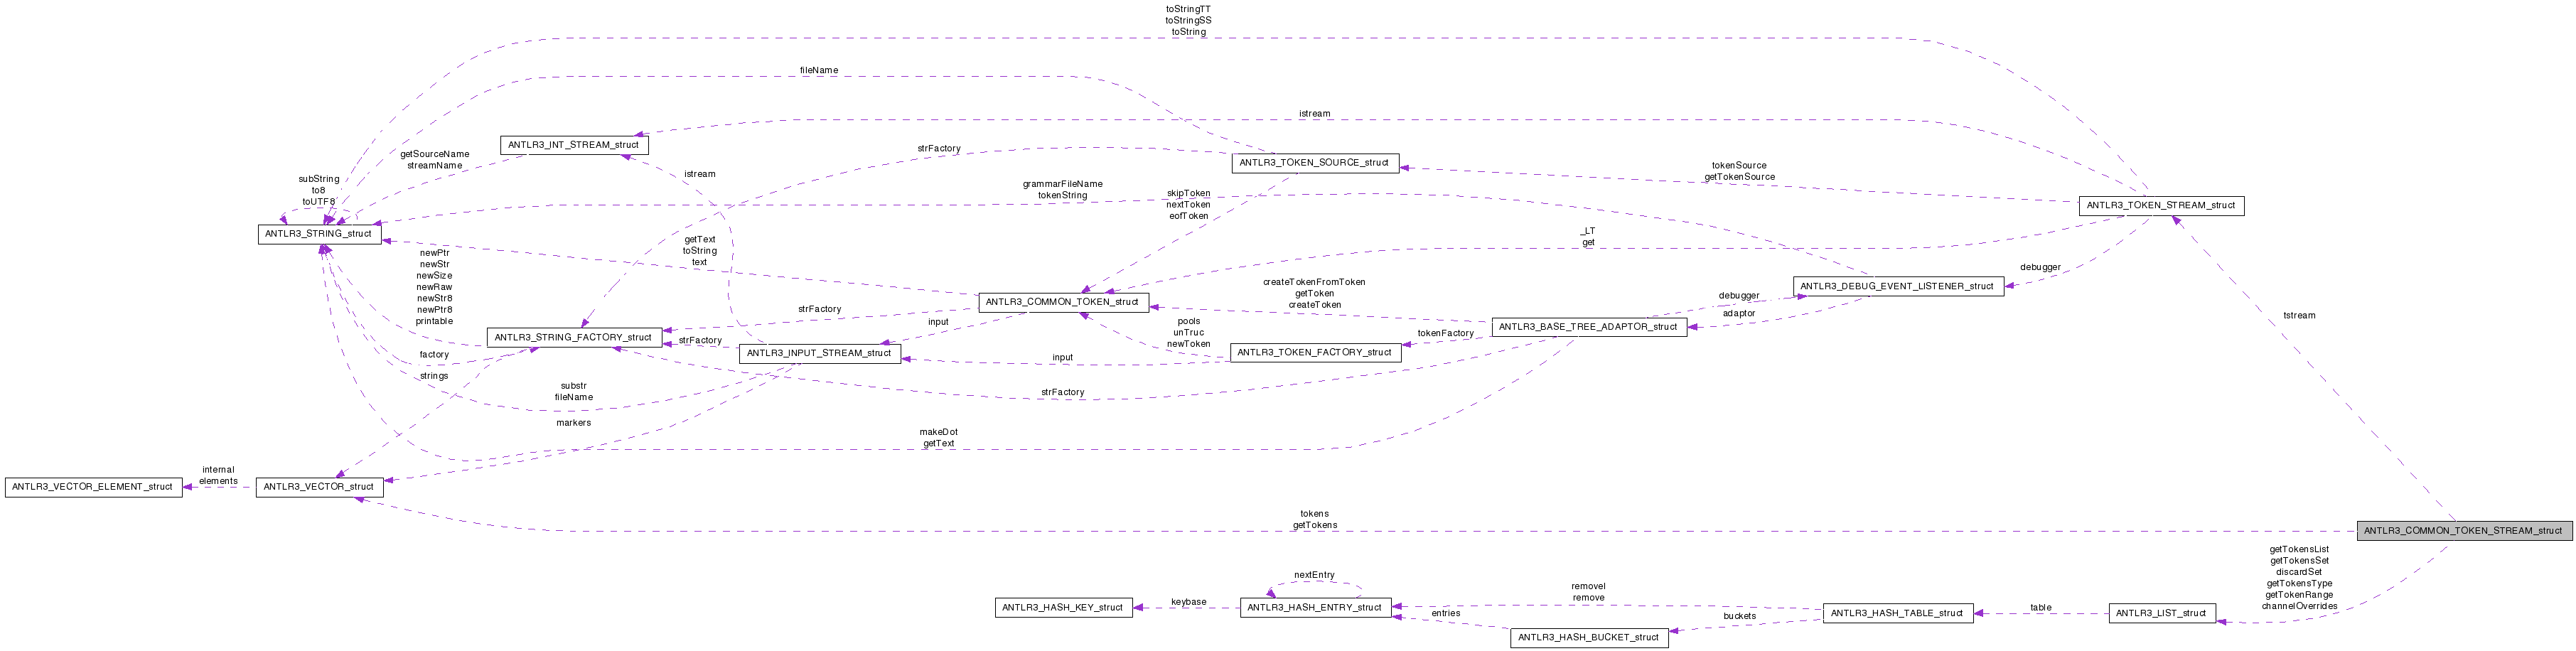 toStringTT
toStringSS
toString
fileName
istream
ANTLR3_INT_STREAM_struct
getSourceName
streamName
strFactory
ANTLR3_TOKEN_SOURCE_struct
tokenSource
getTokenSource
istream
subString
to8
toUTF8
grammarFileName
tokenString
skipToken
nextToken
eofToken
ANTLR3_TOKEN_STREAM_struct
ANTLR3_STRING_struct
_LT
get
getText
toString
text
newPtr
newStr
newSize
newRaw
newStr8
newPtr8
printable
debugger
createTokenFromToken
getToken
createToken
ANTLR3_DEBUG_EVENT_LISTENER_struct
ANTLR3_COMMON_TOKEN_struct
debugger
adaptor
strFactory
input
pools
unTruc
newToken
tstream
ANTLR3_BASE_TREE_ADAPTOR_struct
tokenFactory
ANTLR3_STRING_FACTORY_struct
strFactory
ANTLR3_INPUT_STREAM_struct
input
ANTLR3_TOKEN_FACTORY_struct
factory
strings
substr
fileName
strFactory
markers
makeDot
getText
internal
elements
ANTLR3_VECTOR_ELEMENT_struct
ANTLR3_VECTOR_struct
tokens
getTokens
ANTLR3_COMMON_TOKEN_STREAM_struct
getTokensList
getTokensSet
discardSet
getTokensType
getTokenRange
channelOverrides
nextEntry
removeI
remove
ANTLR3_HASH_KEY_struct
keybase
ANTLR3_HASH_ENTRY_struct
entries
buckets
ANTLR3_HASH_TABLE_struct
table
ANTLR3_LIST_struct
ANTLR3_HASH_BUCKET_struct